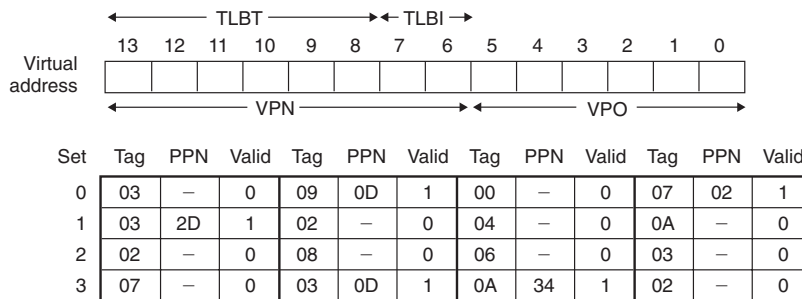 TLBT TLBI
13 12 11 10 9 8 7 6 5 4 3 2 1 0
Virtual
address
VPN VPO
Set Tag PPN Valid Tag PPN Valid Tag PPN Valid Tag PPN Valid
0 03 – 0 09 0D 1 00 – 0 07 02 1
1 03 2D 1 02 – 0 04 – 0 0A – 0
2 02 – 0 08 – 0 06 – 0 03 – 0
3 07 – 0 03 0D 1 0A 34 1 02 – 0